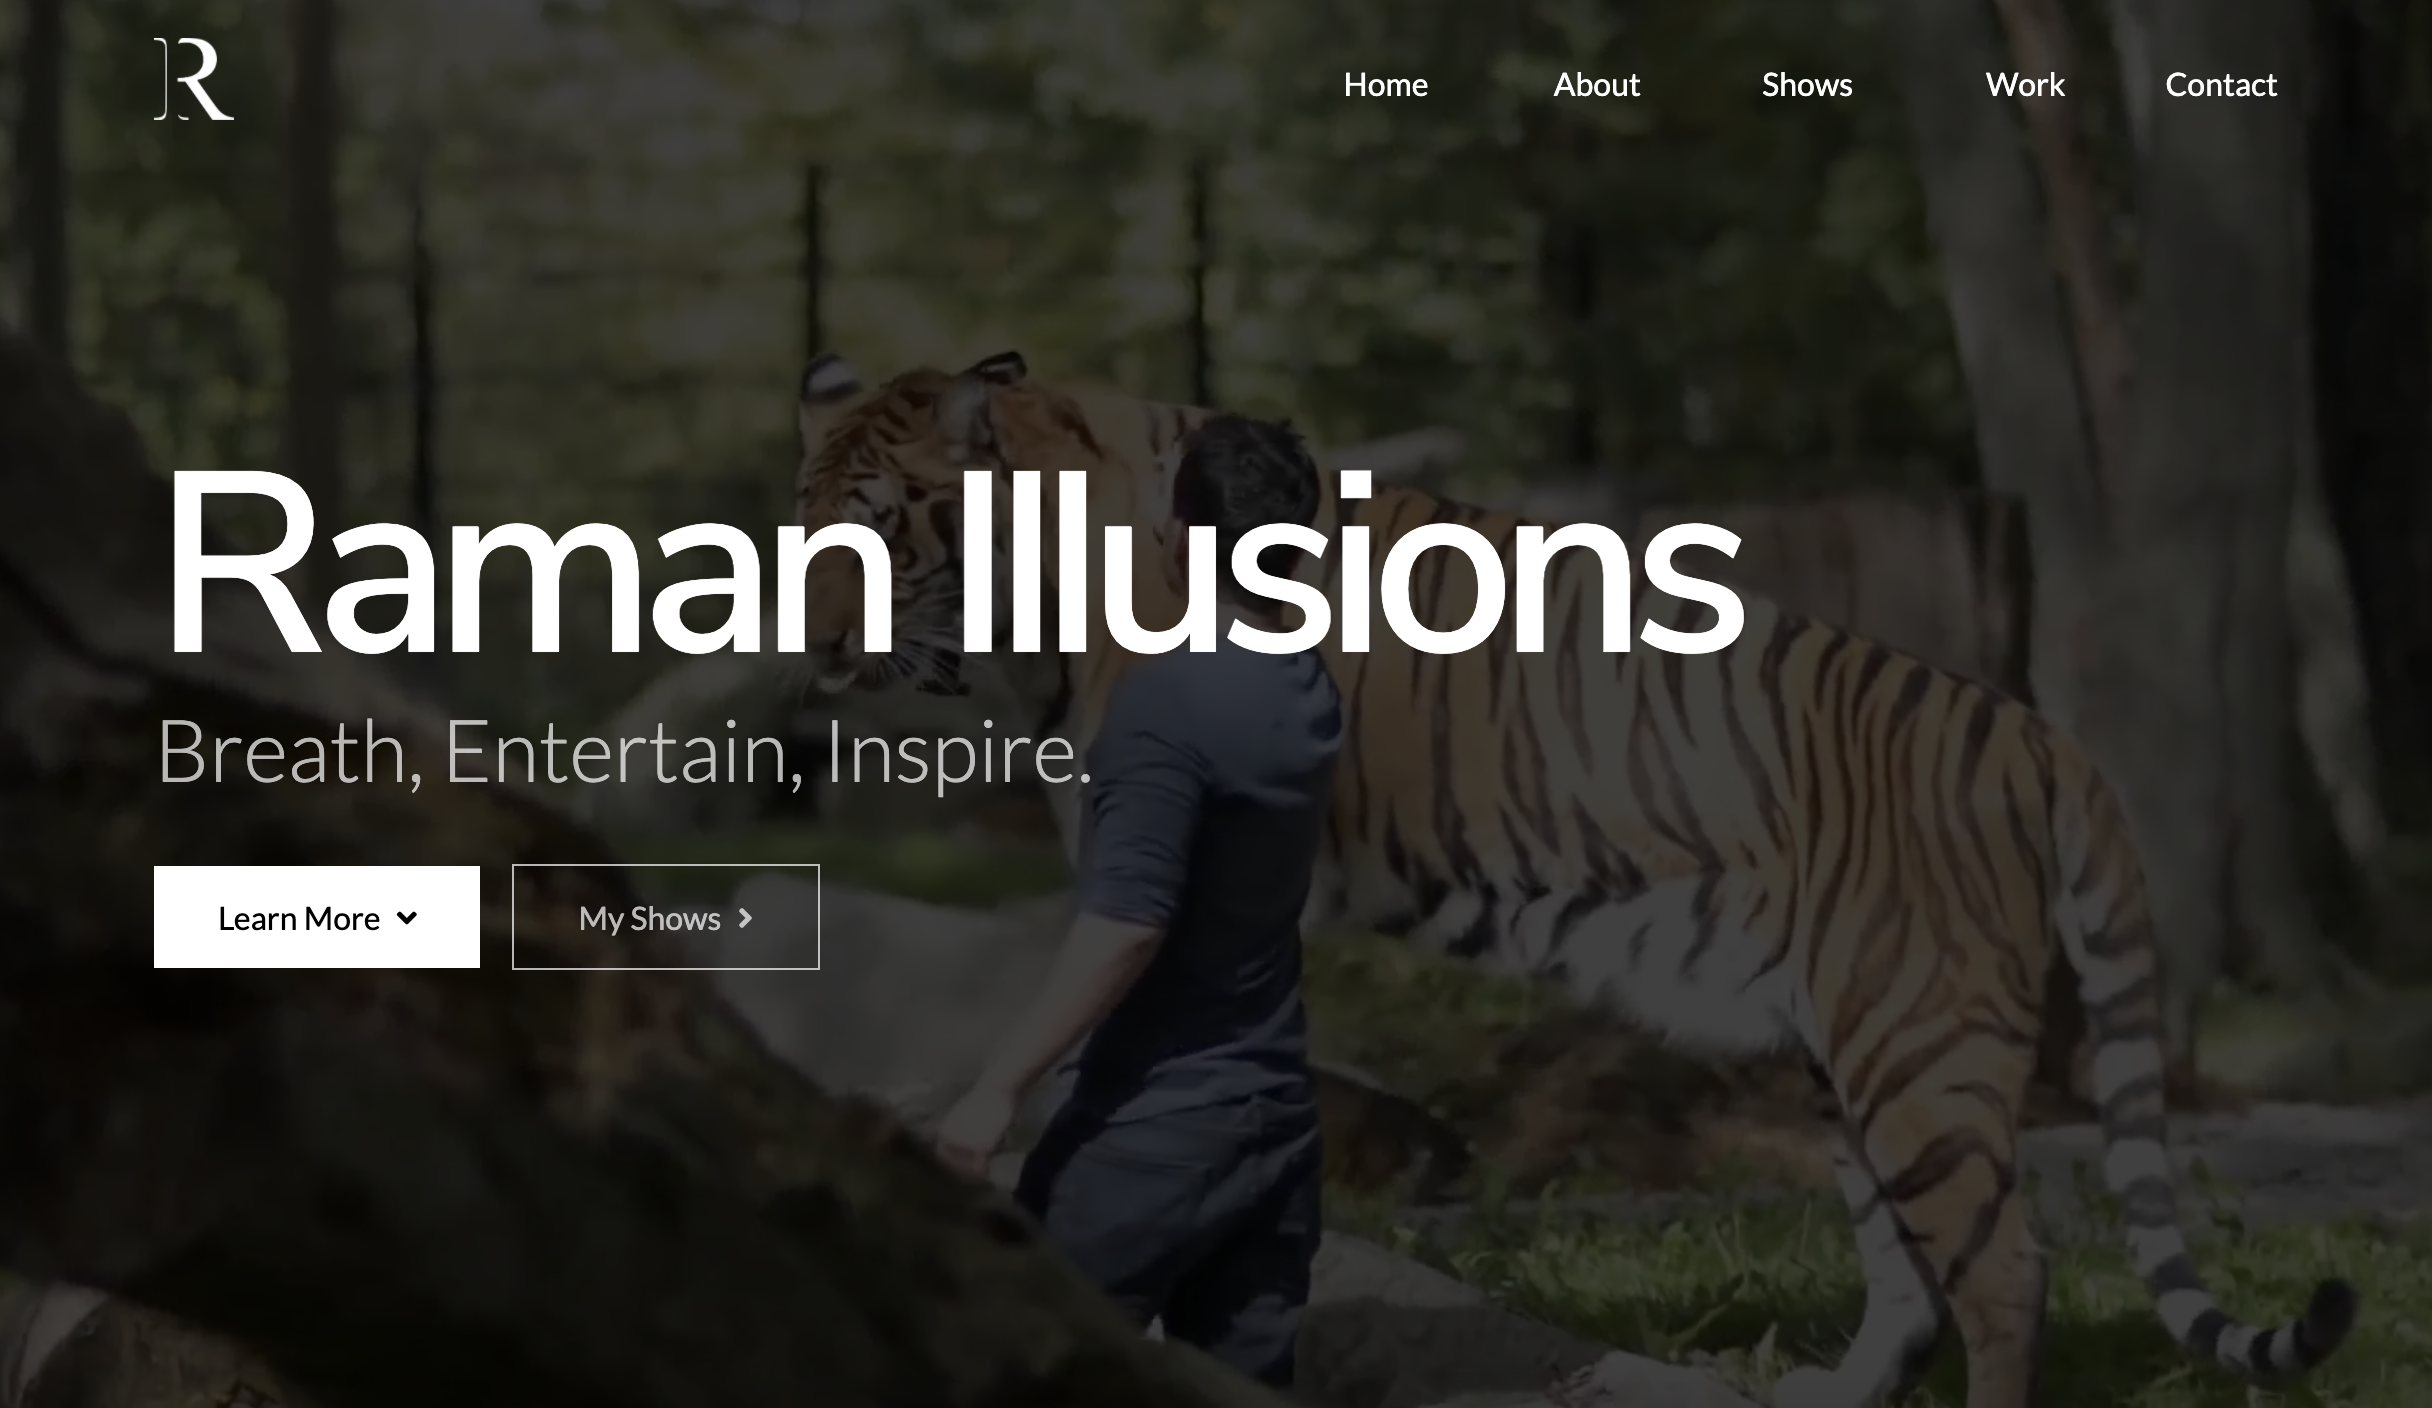 R
Home About Shows Work Contact
Raman Illusions
Breath, Entertain, Inspire.
Learn More
My Shows